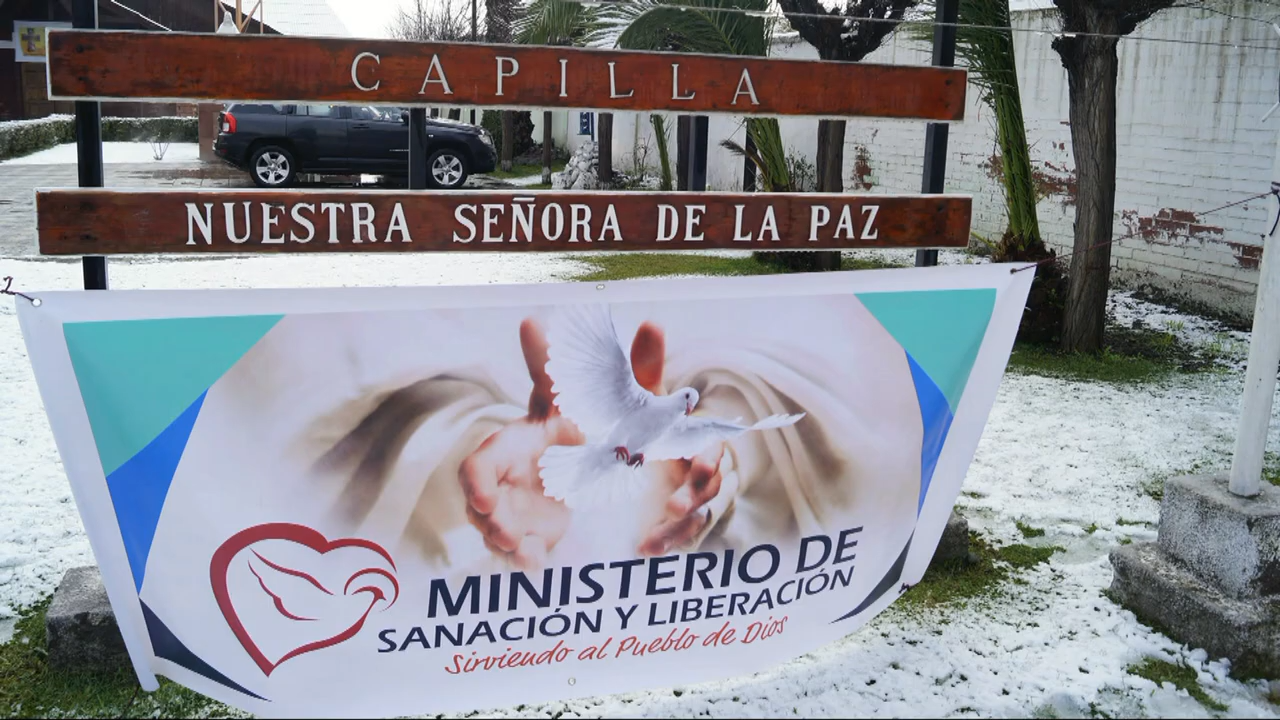 CAPILLA
NUESTRA SEÑORA DE LA PAZ
MINISTERIO DE
SANACIÓN Y LIBERACIÓN
Sirviendo al Pueblo de Dios